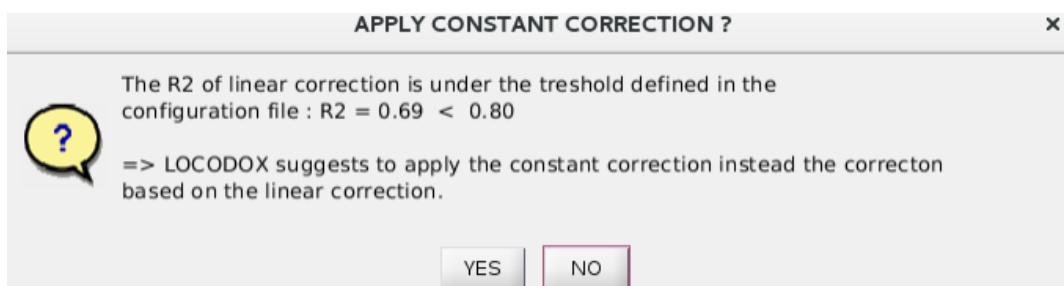 APPLY CONSTANT CORRECTION ?
The R2 of linear correction is under the treshold defined in the
configuration file : R2 = 0.69 < 0.80
=> LOCODOX suggests to apply the constant correction instead the correcton
based on the linear correction.
YES NO